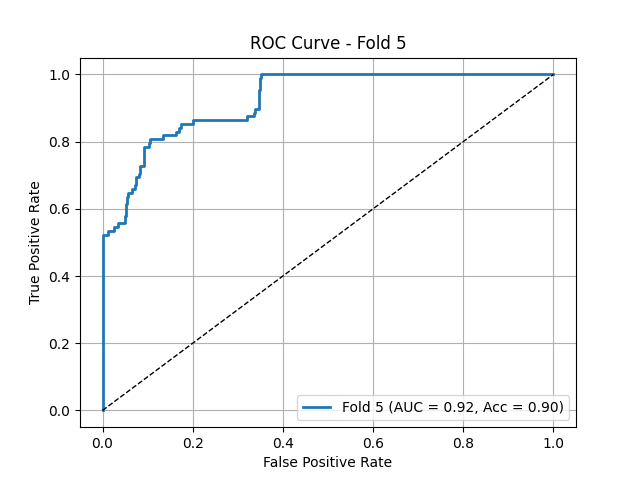 ROC Curve - Fold 5
True Positive Rate
1.0
0.8
0.6
0.4
0.2
0.0
Fold 5 (AUC = 0.92, Acc = 0.90)
0.0 0.2 0.4 0.6 0.8 1.0
False Positive Rate